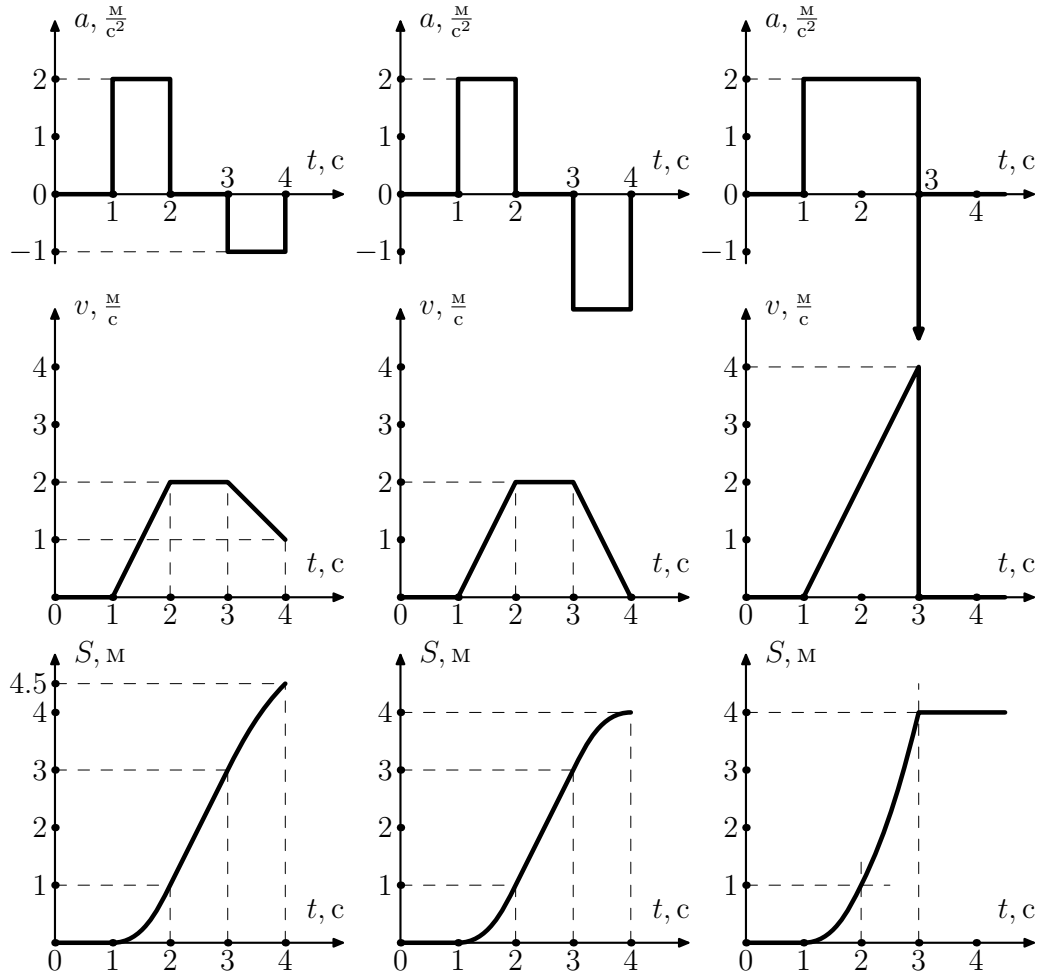 a, м/с² a, м/с² a, м/с²
2 2 2
1 1 1
3 4 t, с 3 4 t, с 3 t, с
0 0 0
1 2 1 2 1 2 4
−1 −1 −1
v, м/с v, м/с v, м/с
4 4 4
3 3 3
2 2 2
1 1 1
t, с t, с t, с
0 1 2 3 4 0 1 2 3 4 0 1 2 3 4
S, м S, м S, м
4.5
4 4 4
3 3 3
2 2 2
1 1 1
t, с t, с t, с
0 1 2 3 4 0 1 2 3 4 0 1 2 3 4